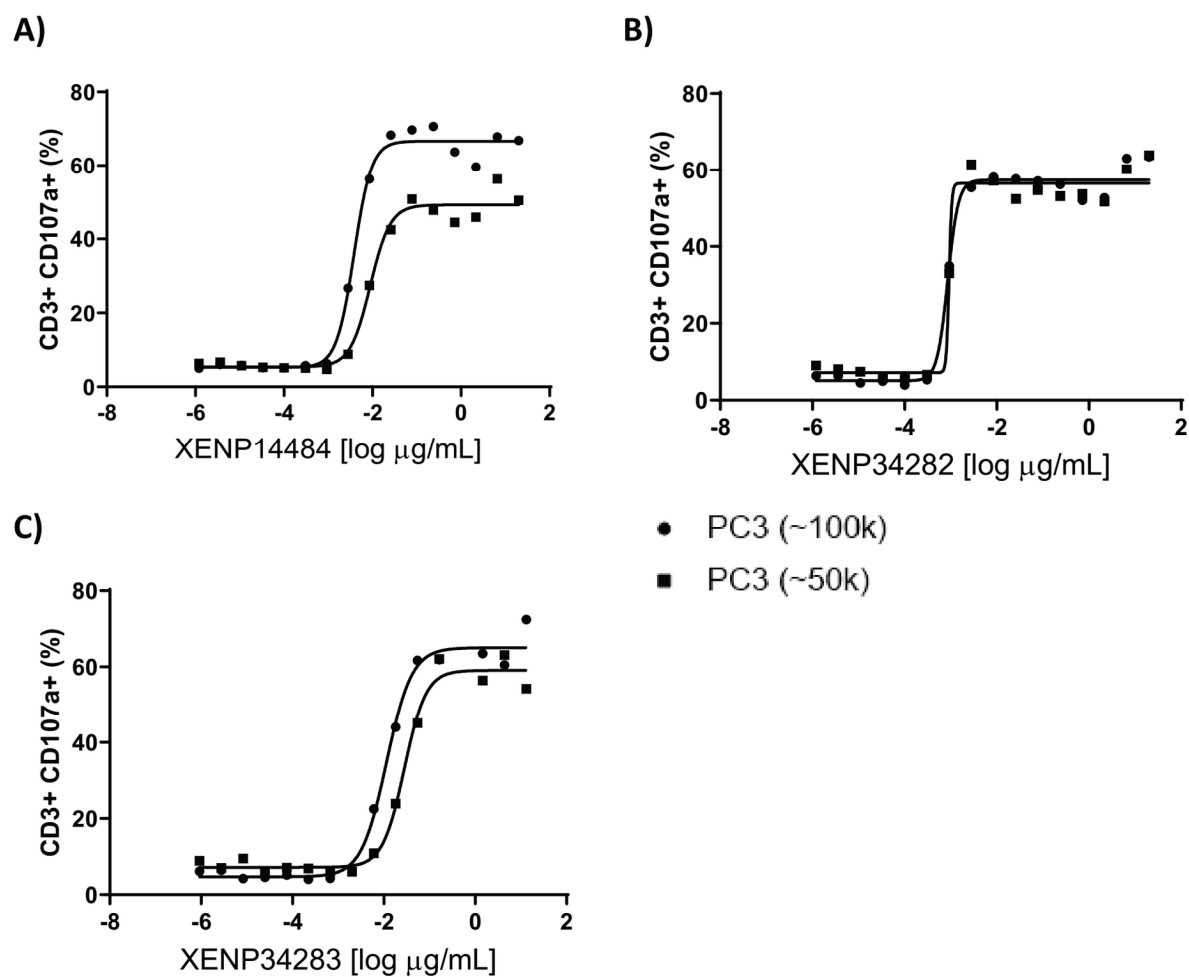 A)
CD3+ CD107a+ (%)
80
60
40
20
0
-8 -6 -4 -2 0 2
XENP14484 [log μg/mL]
B)
CD3+ CD107a+ (%)
80
60
40
20
0
-8 -6 -4 -2 0 2
XENP34282 [log μg/mL]
C)
CD3+ CD107a+ (%)
80
60
40
20
0
-8 -6 -4 -2 0 2
XENP34283 [log μg/mL]
PC3 (~100k)
PC3 (~50k)